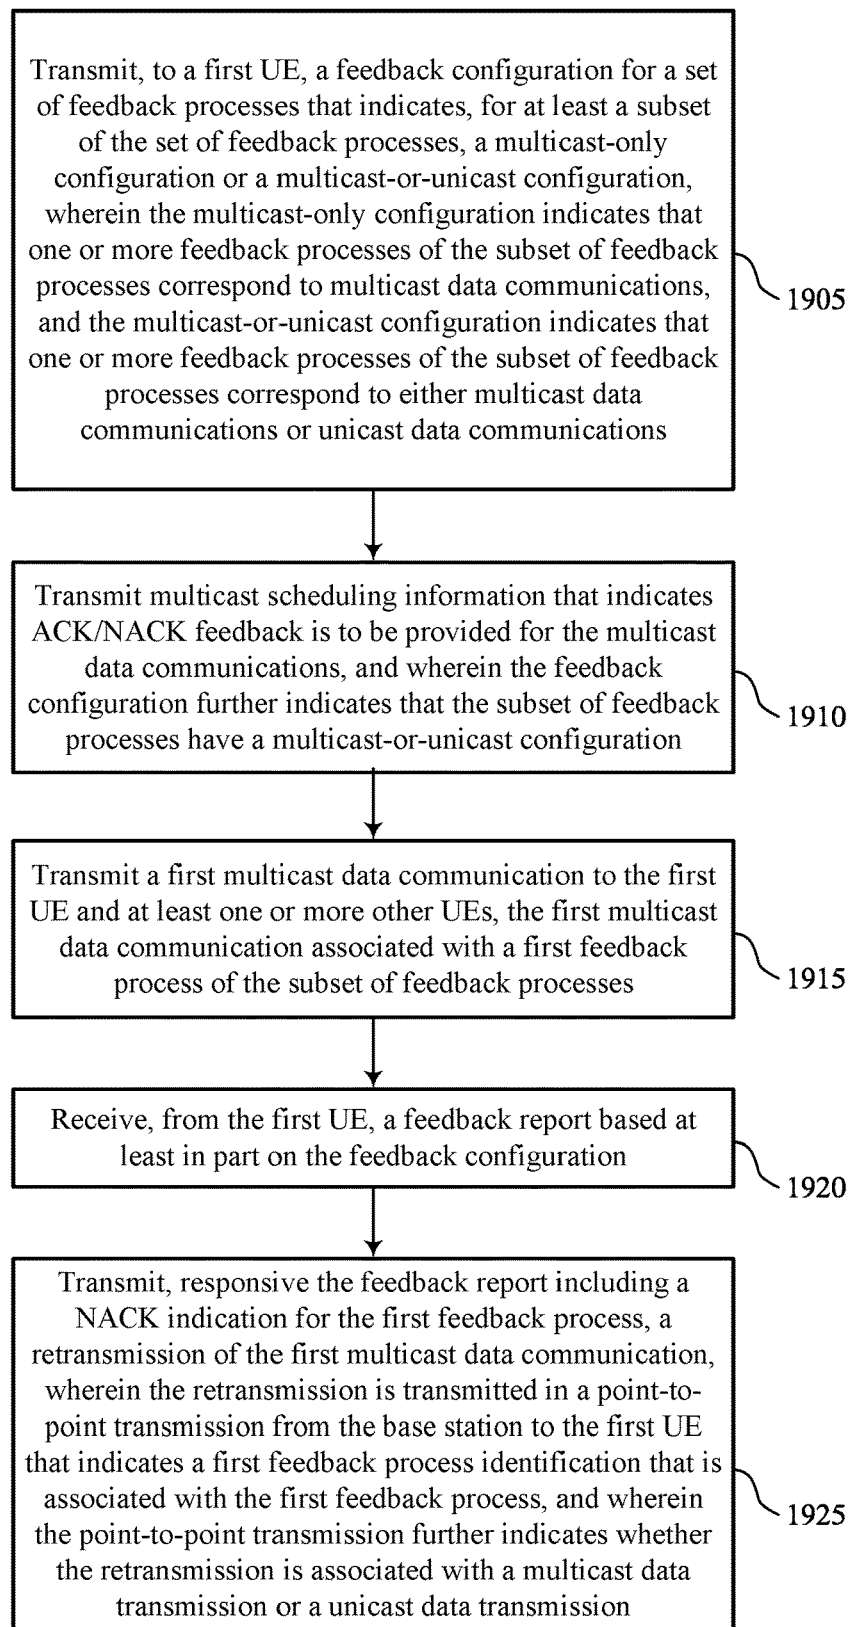 Transmit, to a first UE, a feedback configuration for a set
of feedback processes that indicates, for at least a subset
of the set of feedback processes, a multicast-only
configuration or a multicast-or-unicast configuration,
wherein the multicast-only configuration indicates that
one or more feedback processes of the subset of feedback
processes correspond to multicast data communications,
and the multicast-or-unicast configuration indicates that
one or more feedback processes of the subset of feedback
processes correspond to either multicast data
communications or unicast data communications
1905
Transmit multicast scheduling information that indicates
ACK/NACK feedback is to be provided for the multicast
data communications, and wherein the feedback
configuration further indicates that the subset of feedback
processes have a multicast-or-unicast configuration
1910
Transmit a first multicast data communication to the first
UE and at least one or more other UEs, the first multicast
data communication associated with a first feedback
process of the subset of feedback processes
1915
Receive, from the first UE, a feedback report based at
least in part on the feedback configuration
1920
Transmit, responsive the feedback report including a
NACK indication for the first feedback process, a
retransmission of the first multicast data communication,
wherein the retransmission is transmitted in a point-to-
point transmission from the base station to the first UE
that indicates a first feedback process identification that is
associated with the first feedback process, and wherein
the point-to-point transmission further indicates whether
the retransmission is associated with a multicast data
transmission or a unicast data transmission
1925